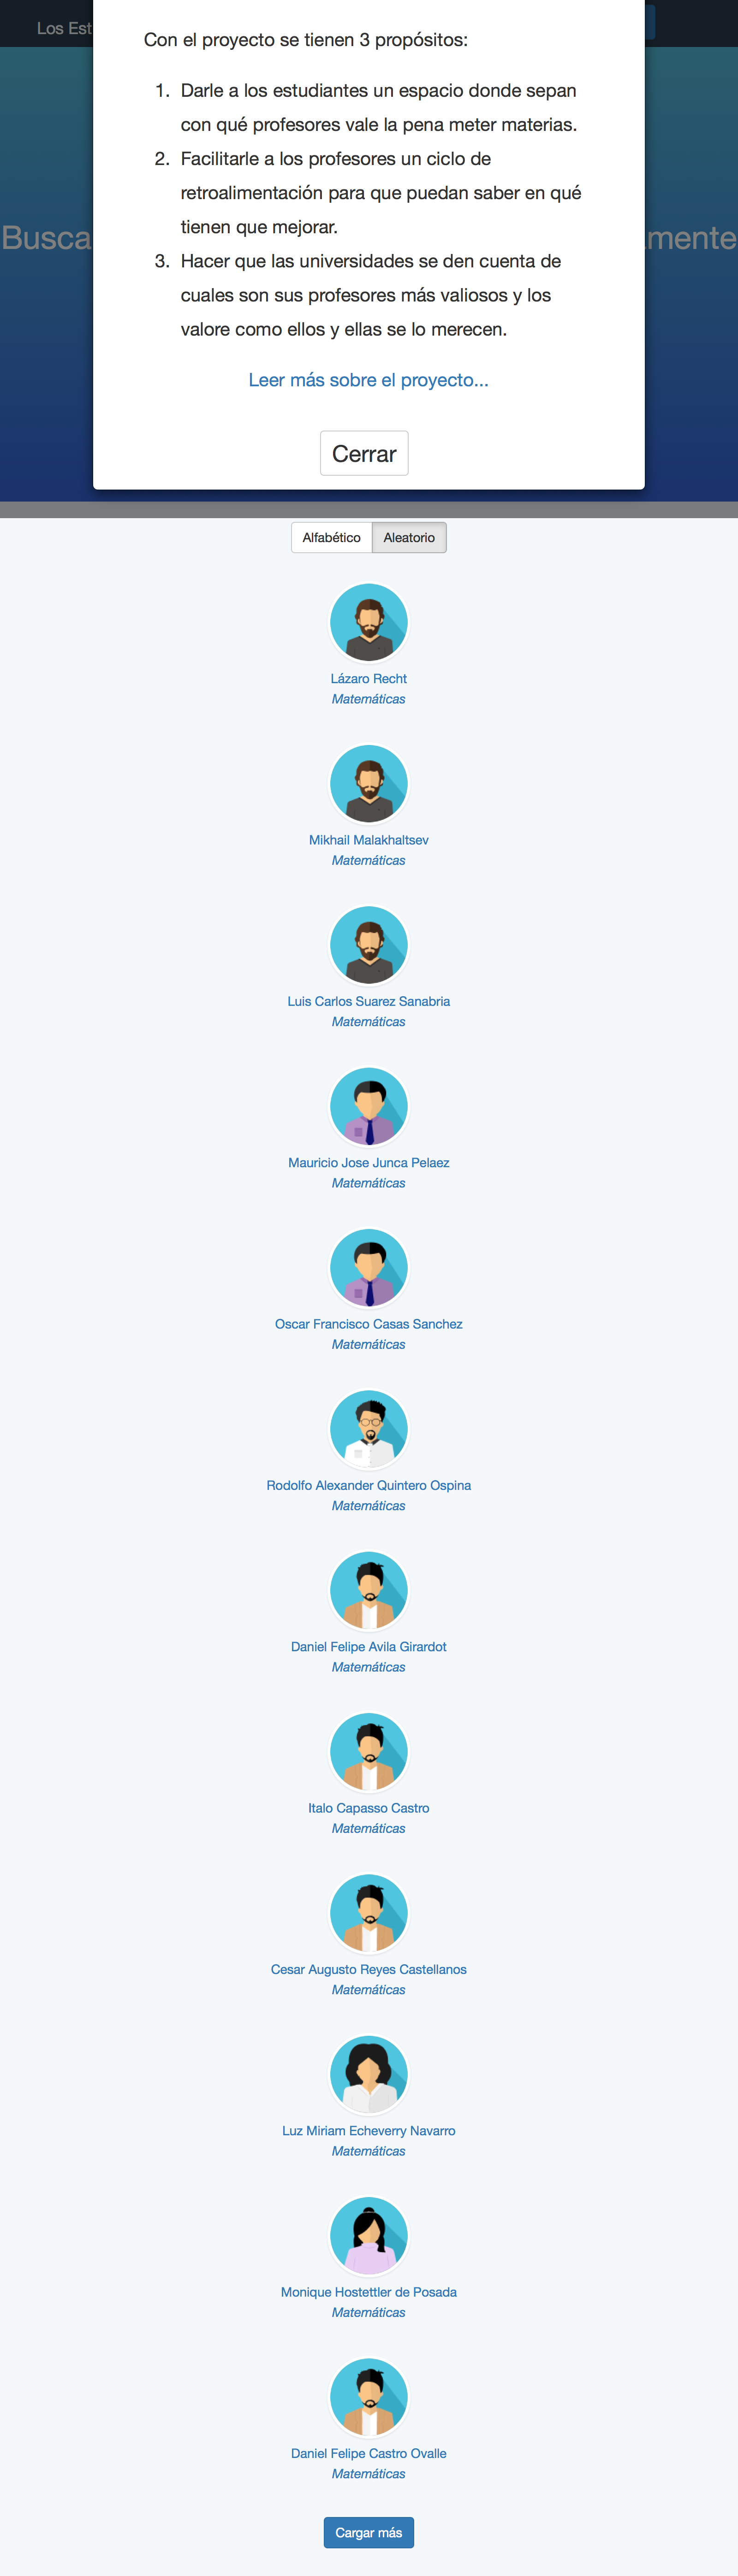 Los Est
Con el proyecto se tienen 3 propósitos:
1. Darle a los estudiantes un espacio donde sepan
con qué profesores vale la pena meter materias.
2. Facilitarle a los profesores un ciclo de
retroalimentación para que puedan saber en qué
tienen que mejorar.
3. Hacer que las universidades se den cuenta de
cuales son sus profesores más valiosos y los
valore como ellos y ellas se lo merecen.
Busca
mente
Leer más sobre el proyecto...
Cerrar
Alfabético Aleatorio
Lázaro Recht
Matemáticas
Mikhail Malakhaltsev
Matemáticas
Luis Carlos Suarez Sanabria
Matemáticas
Mauricio Jose Junca Pelaez
Matemáticas
Oscar Francisco Casas Sanchez
Matemáticas
Rodolfo Alexander Quintero Ospina
Matemáticas
Daniel Felipe Avila Girardot
Matemáticas
Italo Capasso Castro
Matemáticas
Cesar Augusto Reyes Castellanos
Matemáticas
Luz Miriam Echeverry Navarro
Matemáticas
Monique Hostettler de Posada
Matemáticas
Daniel Felipe Castro Ovalle
Matemáticas
Cargar más